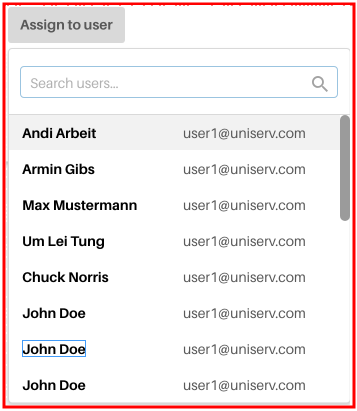 Assign to user
Search users...
Andi Arbeit user1@uniserv.com
Armin Gibs user1@uniserv.com
Max Mustermann user1@uniserv.com
Um Lei Tung user1@uniserv.com
Chuck Norris user1@uniserv.com
John Doe user1@uniserv.com
John Doe user1@uniserv.com
John Doe user1@uniserv.com